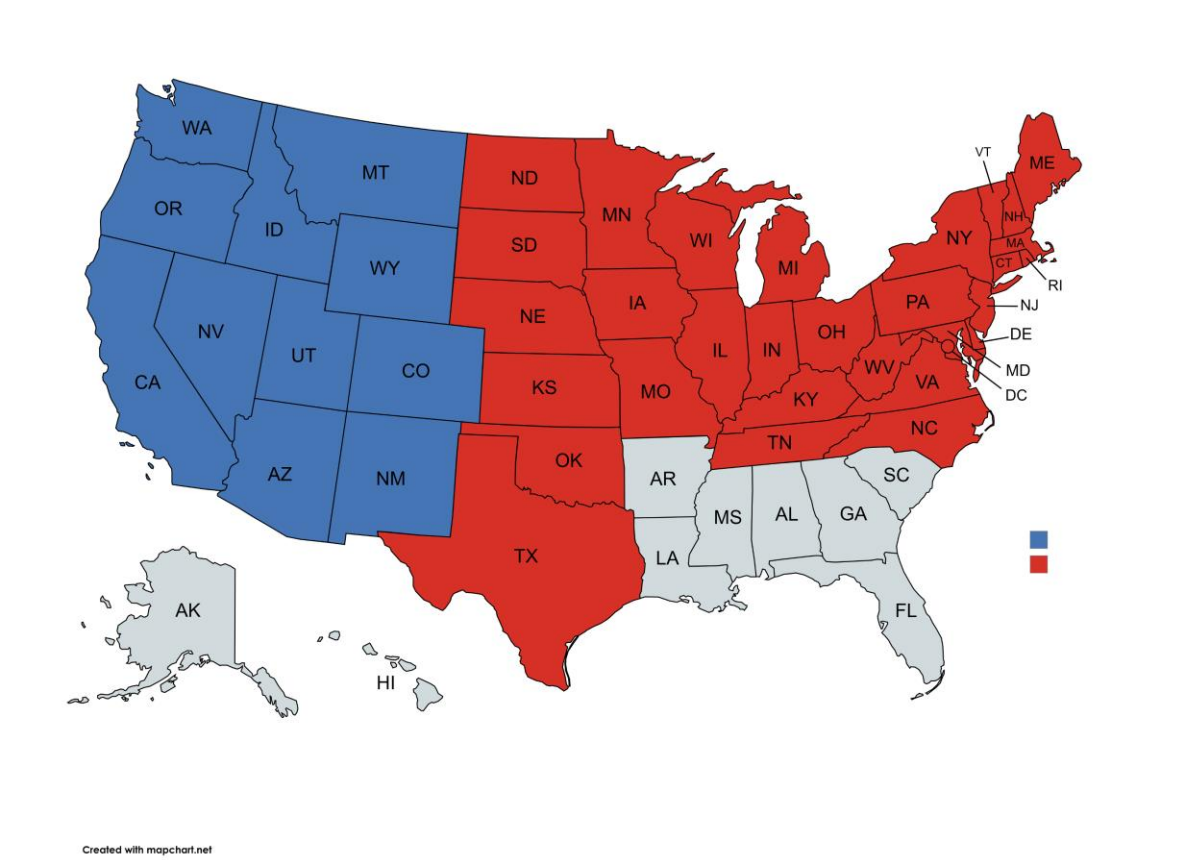 WA
MT
ND
MN
OR
ID
WY
SD
WI
MI
VT
ME
NH
NY
MA
CT
RI
NE
IA
PA
NJ
NV
UT
CO
IL
IN
OH
DE
CA
KS
MO
WV
VA
MD
DC
KY
NC
TN
AZ
NM
OK
AR
SC
MS
AL
GA
TX
LA
FL
AK
HI
Created with mapchart.net